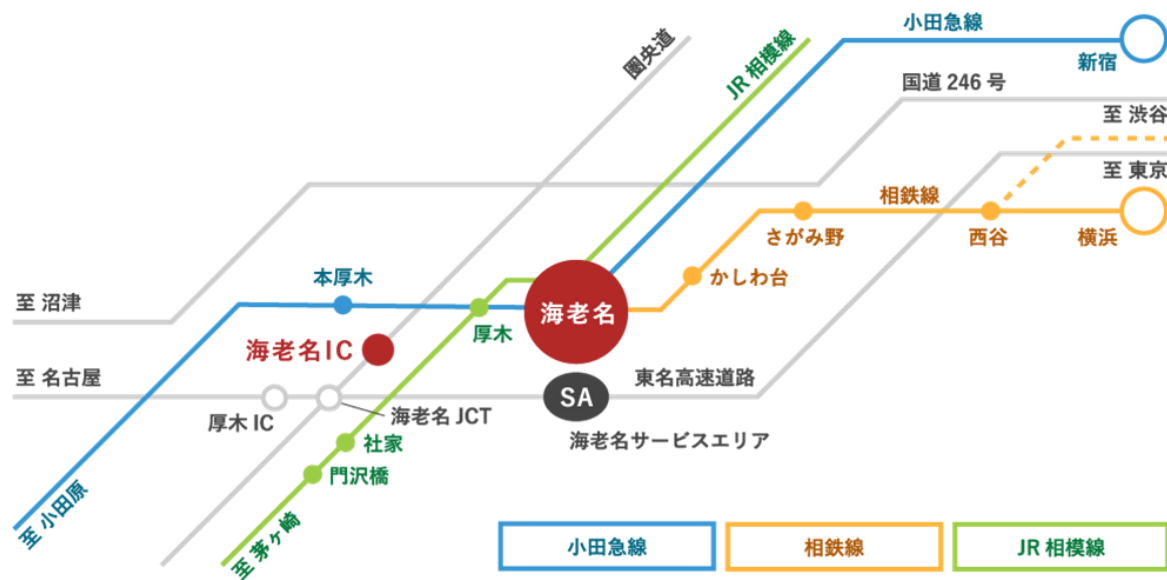 小田急線
新宿
圏央道
JR 相模線
国道 246 号
至 渋谷
至 東京
相鉄線
さがみ野
西谷
横浜
かしわ台
本厚木
至 沼津
海老名
厚木
海老名IC
至 名古屋
東名高速道路
SA
厚木 IC
海老名 JCT
海老名サービスエリア
社家
門沢橋
至 小田原
至 茅ヶ崎
小田急線
相鉄線
JR 相模線